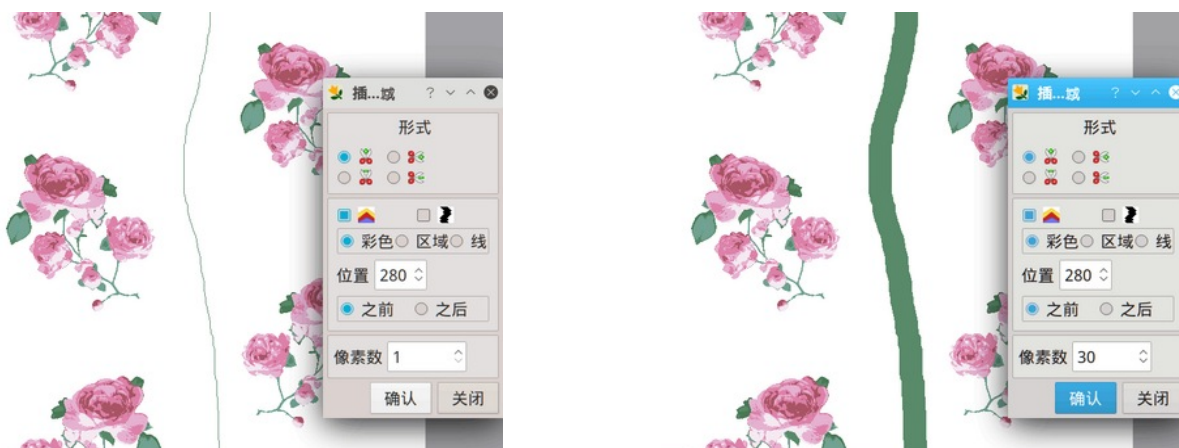 插...域
形式
彩色 区域 线
位置 280
之前 之后
像素数 1
确认 关闭
插...域
形式
彩色 区域 线
位置 280
之前 之后
像素数 30
确认 关闭